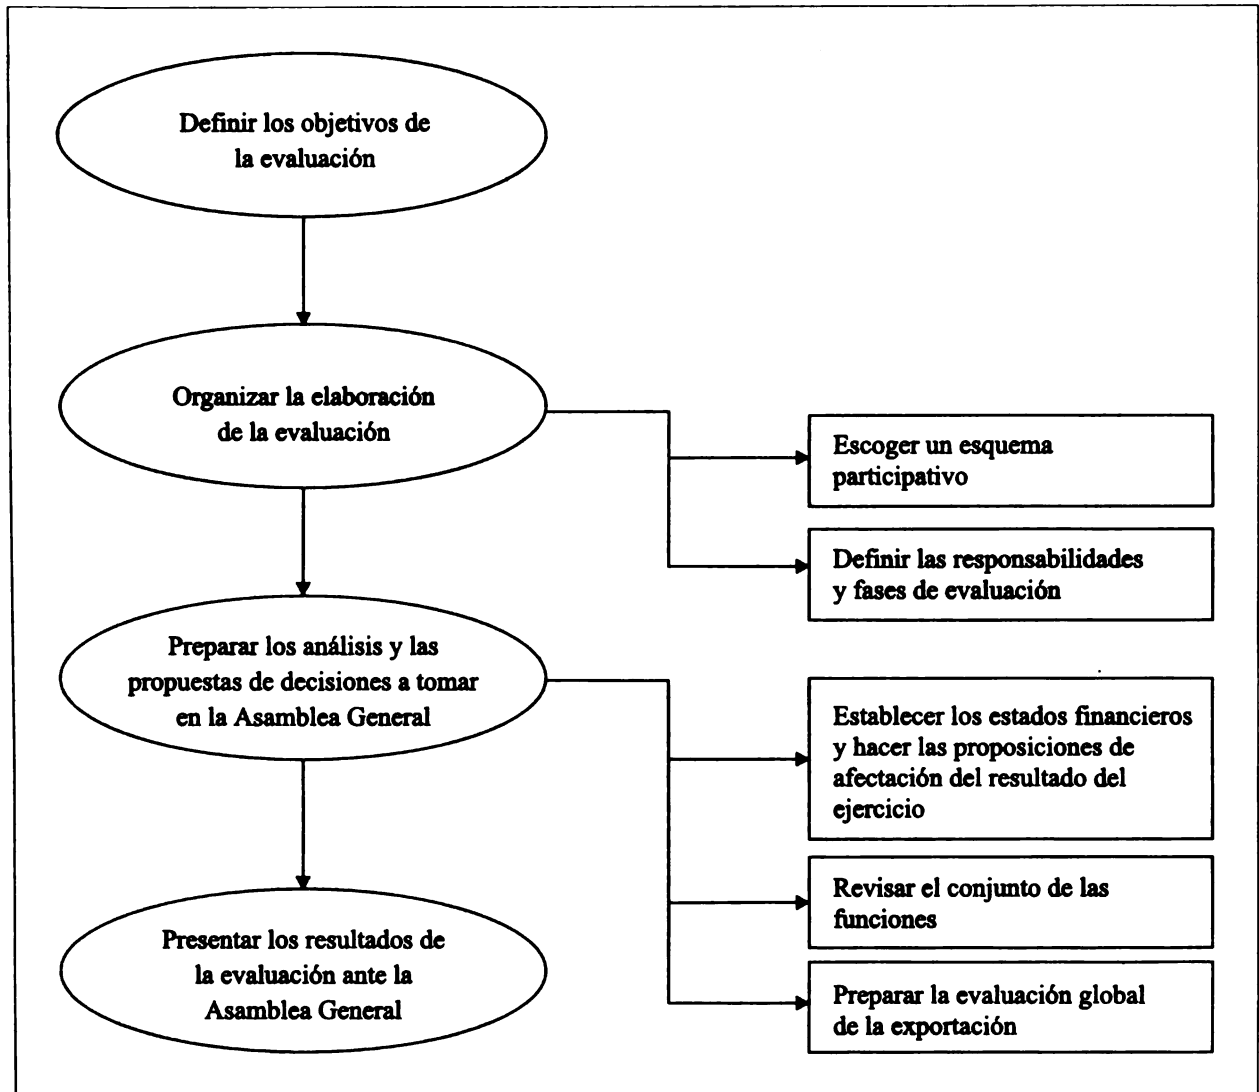 Definir los objetivos de
la evaluación
Organizar la elaboración
de la evaluación
Escoger un esquema
participativo
Definir las responsabilidades
y fases de evaluación
Preparar los análisis y las
propuestas de decisiones a tomar
en la Asamblea General
Establecer los estados financieros
y hacer las proposiciones de
afectación del resultado del
ejercicio
Revisar el conjunto de las
funciones
Preparar la evaluación global
de la exportación
Presentar los resultados de
la evaluación ante la
Asamblea General